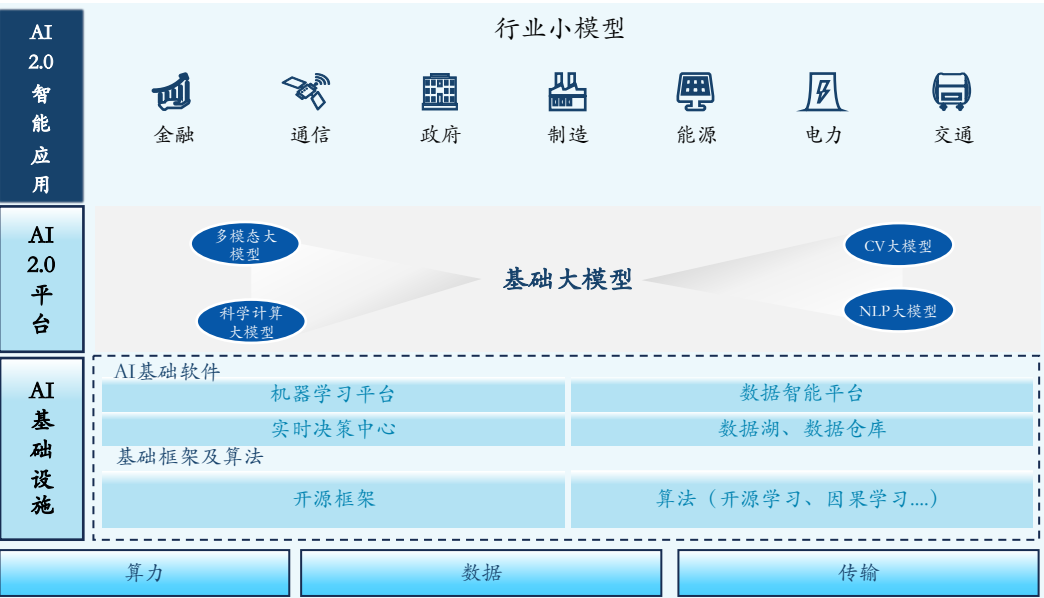 AI
2.0
智
能
应
用
行业小模型
金融
通信
政府
制造
能源
电力
交通
AI
2.0
平
台
多模态大
模型
科学计算
大模型
基础大模型
CV大模型
NLP大模型
AI
基
础
设
施
AI基础软件
机器学习平台
数据智能平台
实时决策中心
数据湖、数据仓库
基础框架及算法
开源框架
算法（开源学习、因果学习....）
算力
数据
传输